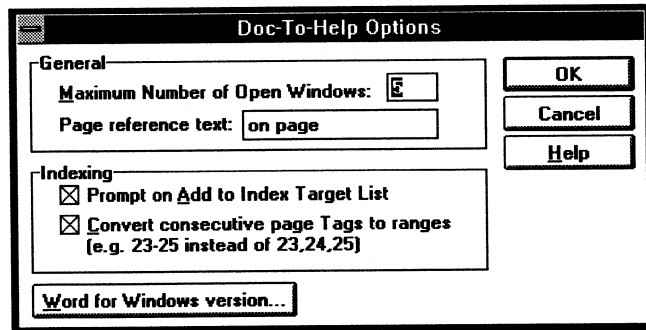 Doc-To-Help Options
General
Maximum Number of Open Windows:
Page reference text: on page
OK
Cancel
Help
Indexing
Prompt on Add to Index Target List
Convert consecutive page Tags to ranges
(e.g. 23-25 instead of 23,24,25)
Word for Windows version...